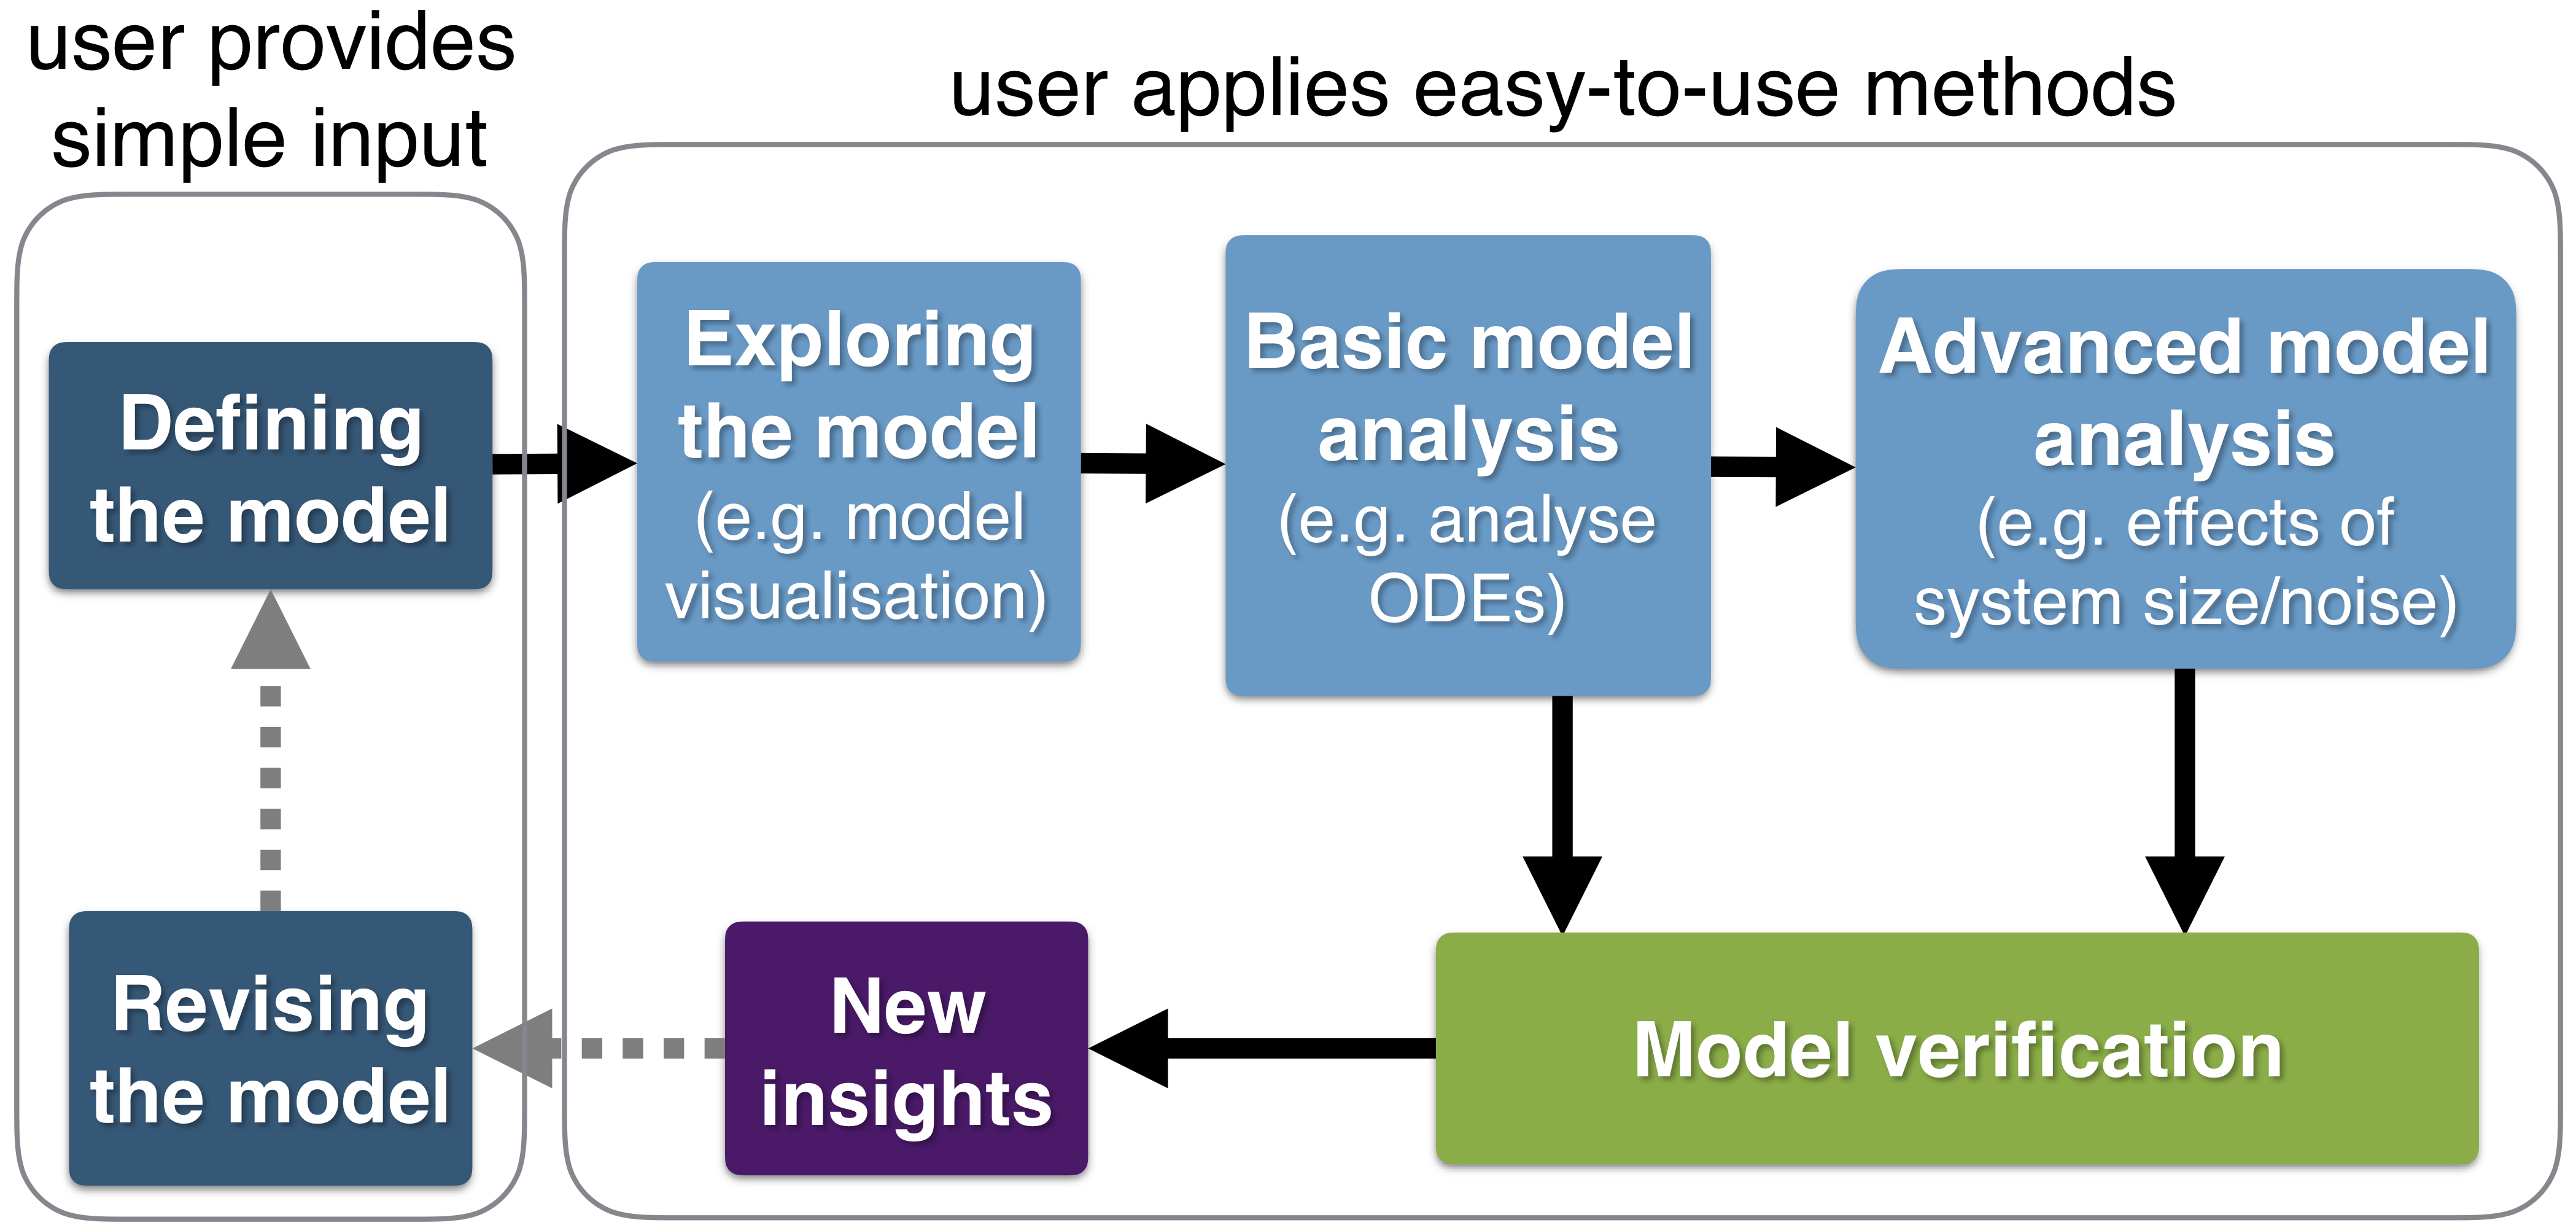 user provides
simple input
user applies easy-to-use methods
Defining
the model
Exploring
the model
(e.g. model
visualisation)
Basic model
analysis
(e.g. analyse
ODEs)
Advanced model
analysis
(e.g. effects of
system size/noise)
Revising
the model
New
insights
Model verification